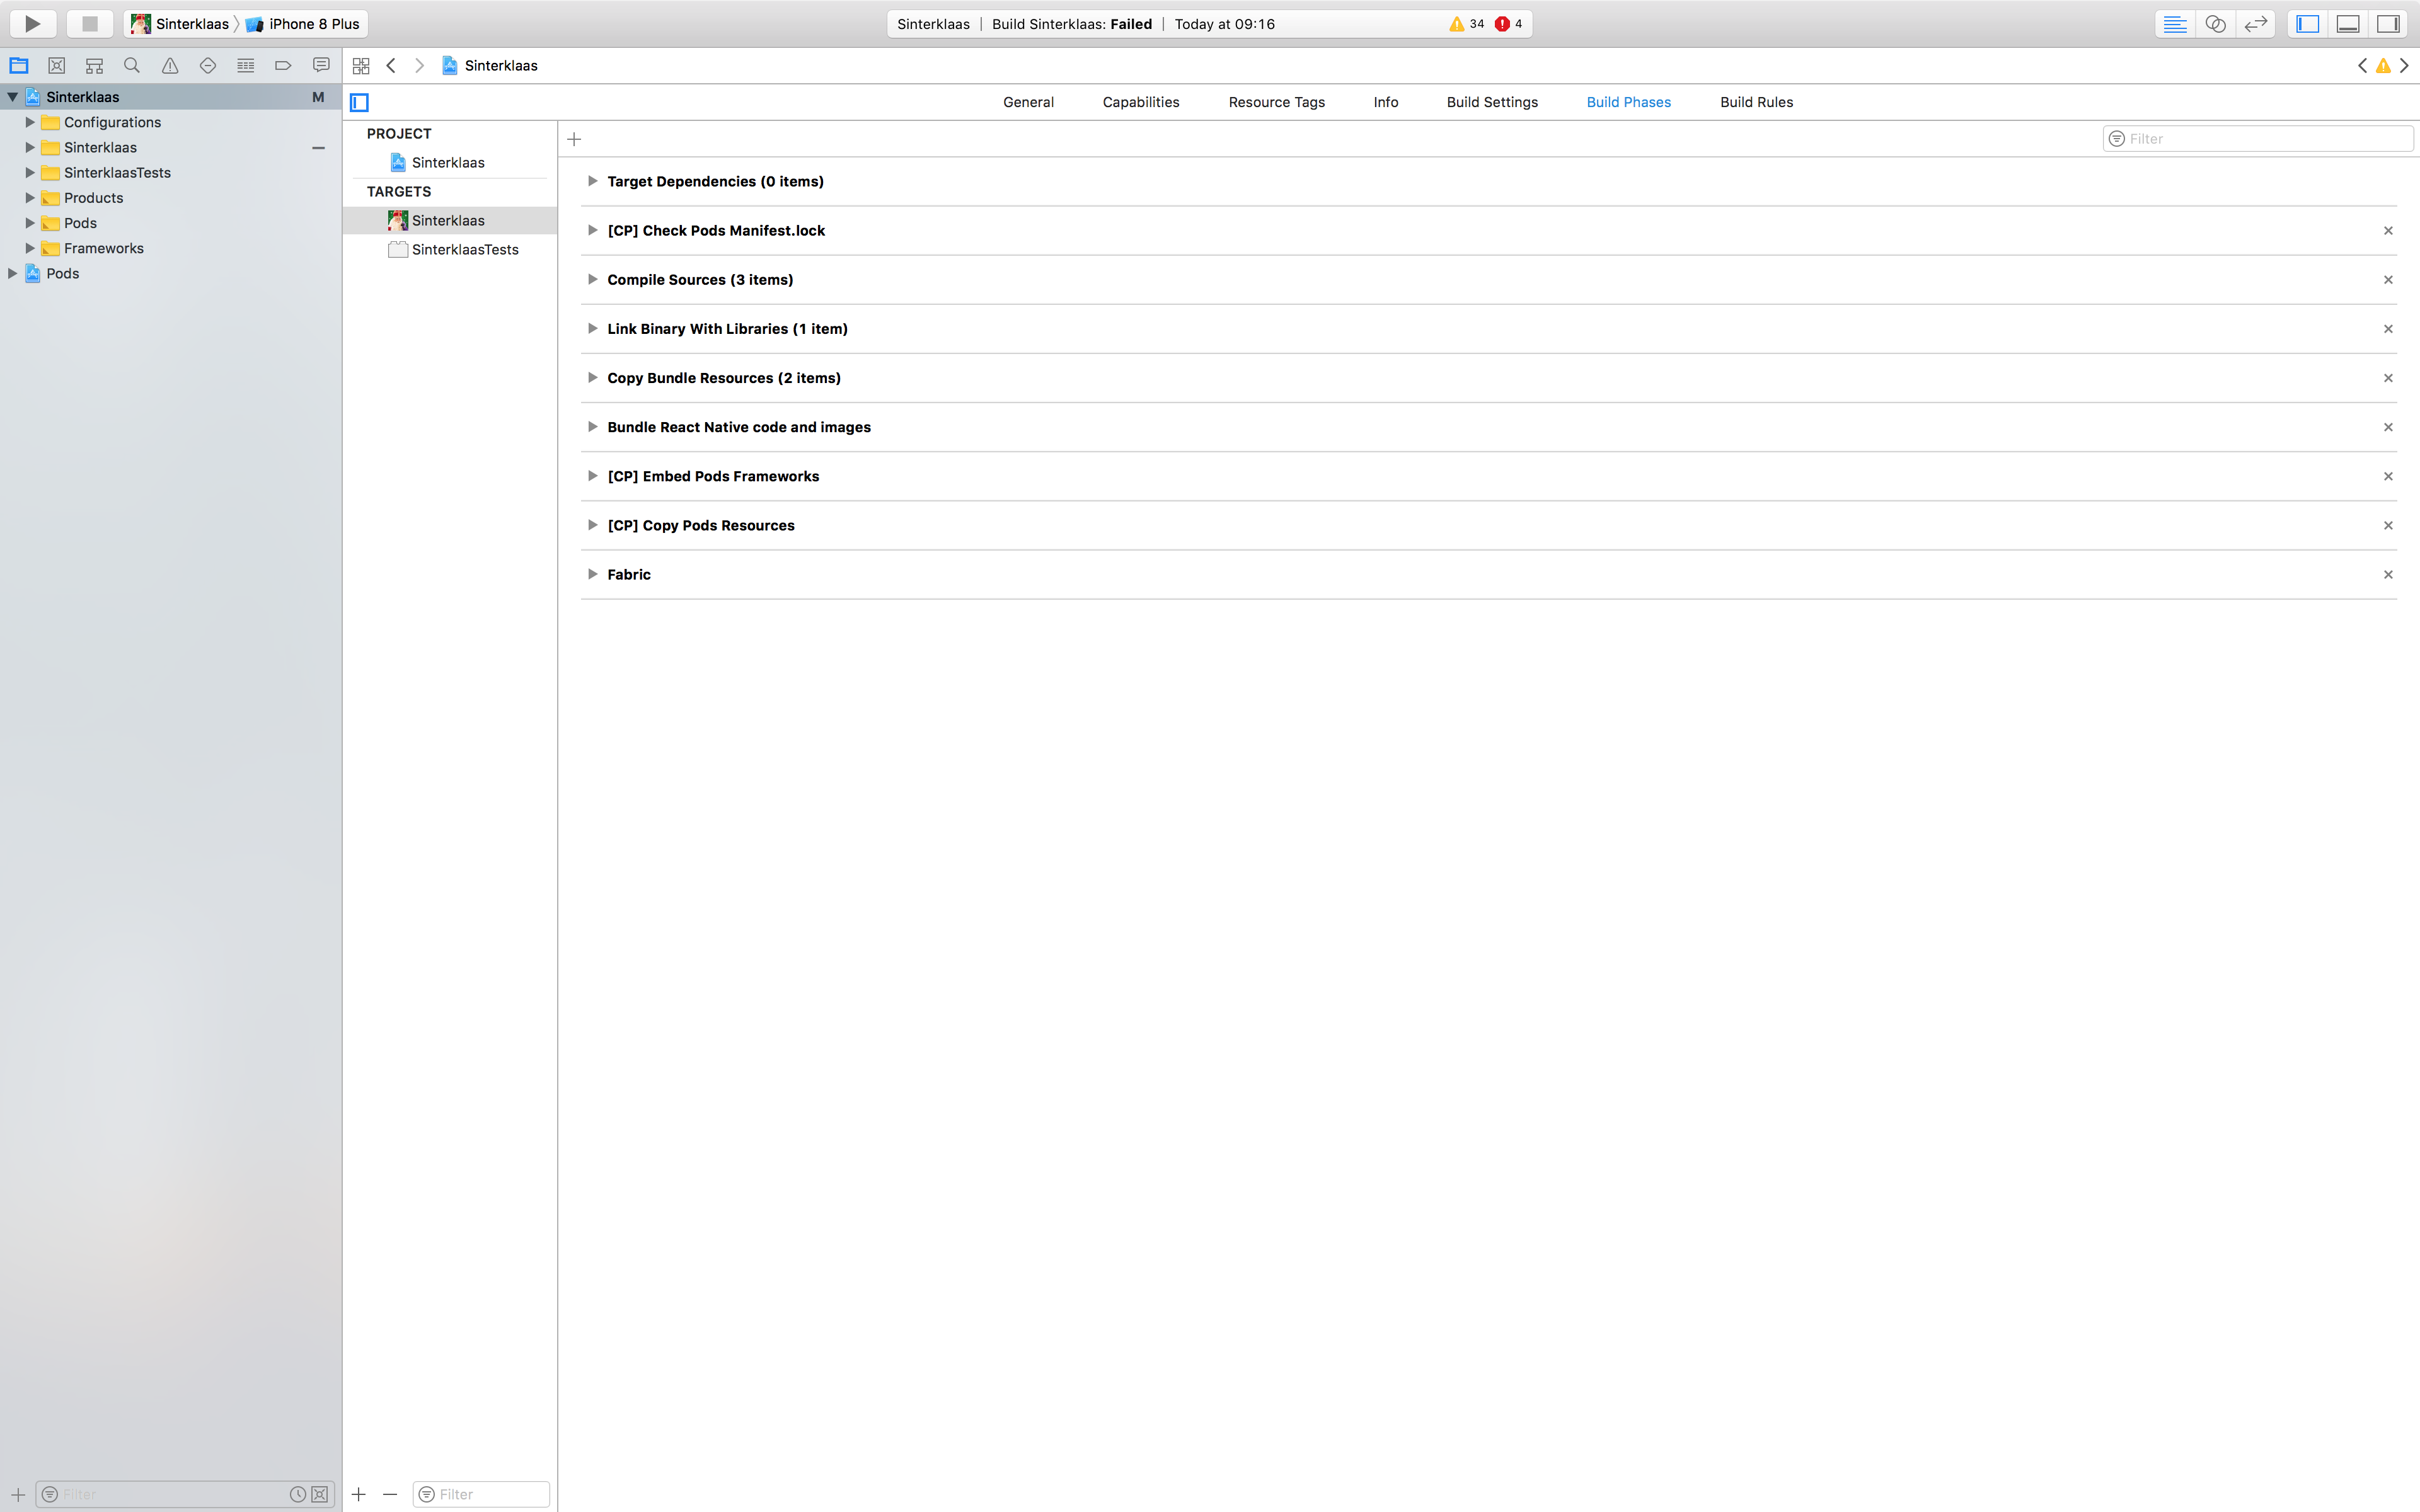 Sinterklaas iPhone 8 Plus
Sinterklaas | Build Sinterklaas: Failed | Today at 09:16 34 4
Sinterklaas
Sinterklaas M
Configurations
Sinterklaas
SinterklaasTests
Products
Pods
Frameworks
Pods
Filter
General Capabilities Resource Tags Info Build Settings Build Phases Build Rules
PROJECT
Sinterklaas
TARGETS
Sinterklaas
SinterklaasTests
Filter
Filter
Target Dependencies (0 items)
[CP] Check Pods Manifest.lock
Compile Sources (3 items)
Link Binary With Libraries (1 item)
Copy Bundle Resources (2 items)
Bundle React Native code and images
[CP] Embed Pods Frameworks
[CP] Copy Pods Resources
Fabric